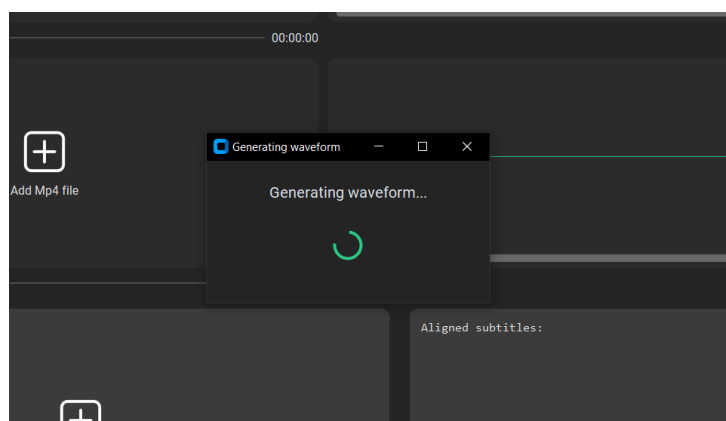 00:00:00
Generating waveform
Generating waveform...
Add Mp4 file
Aligned subtitles: